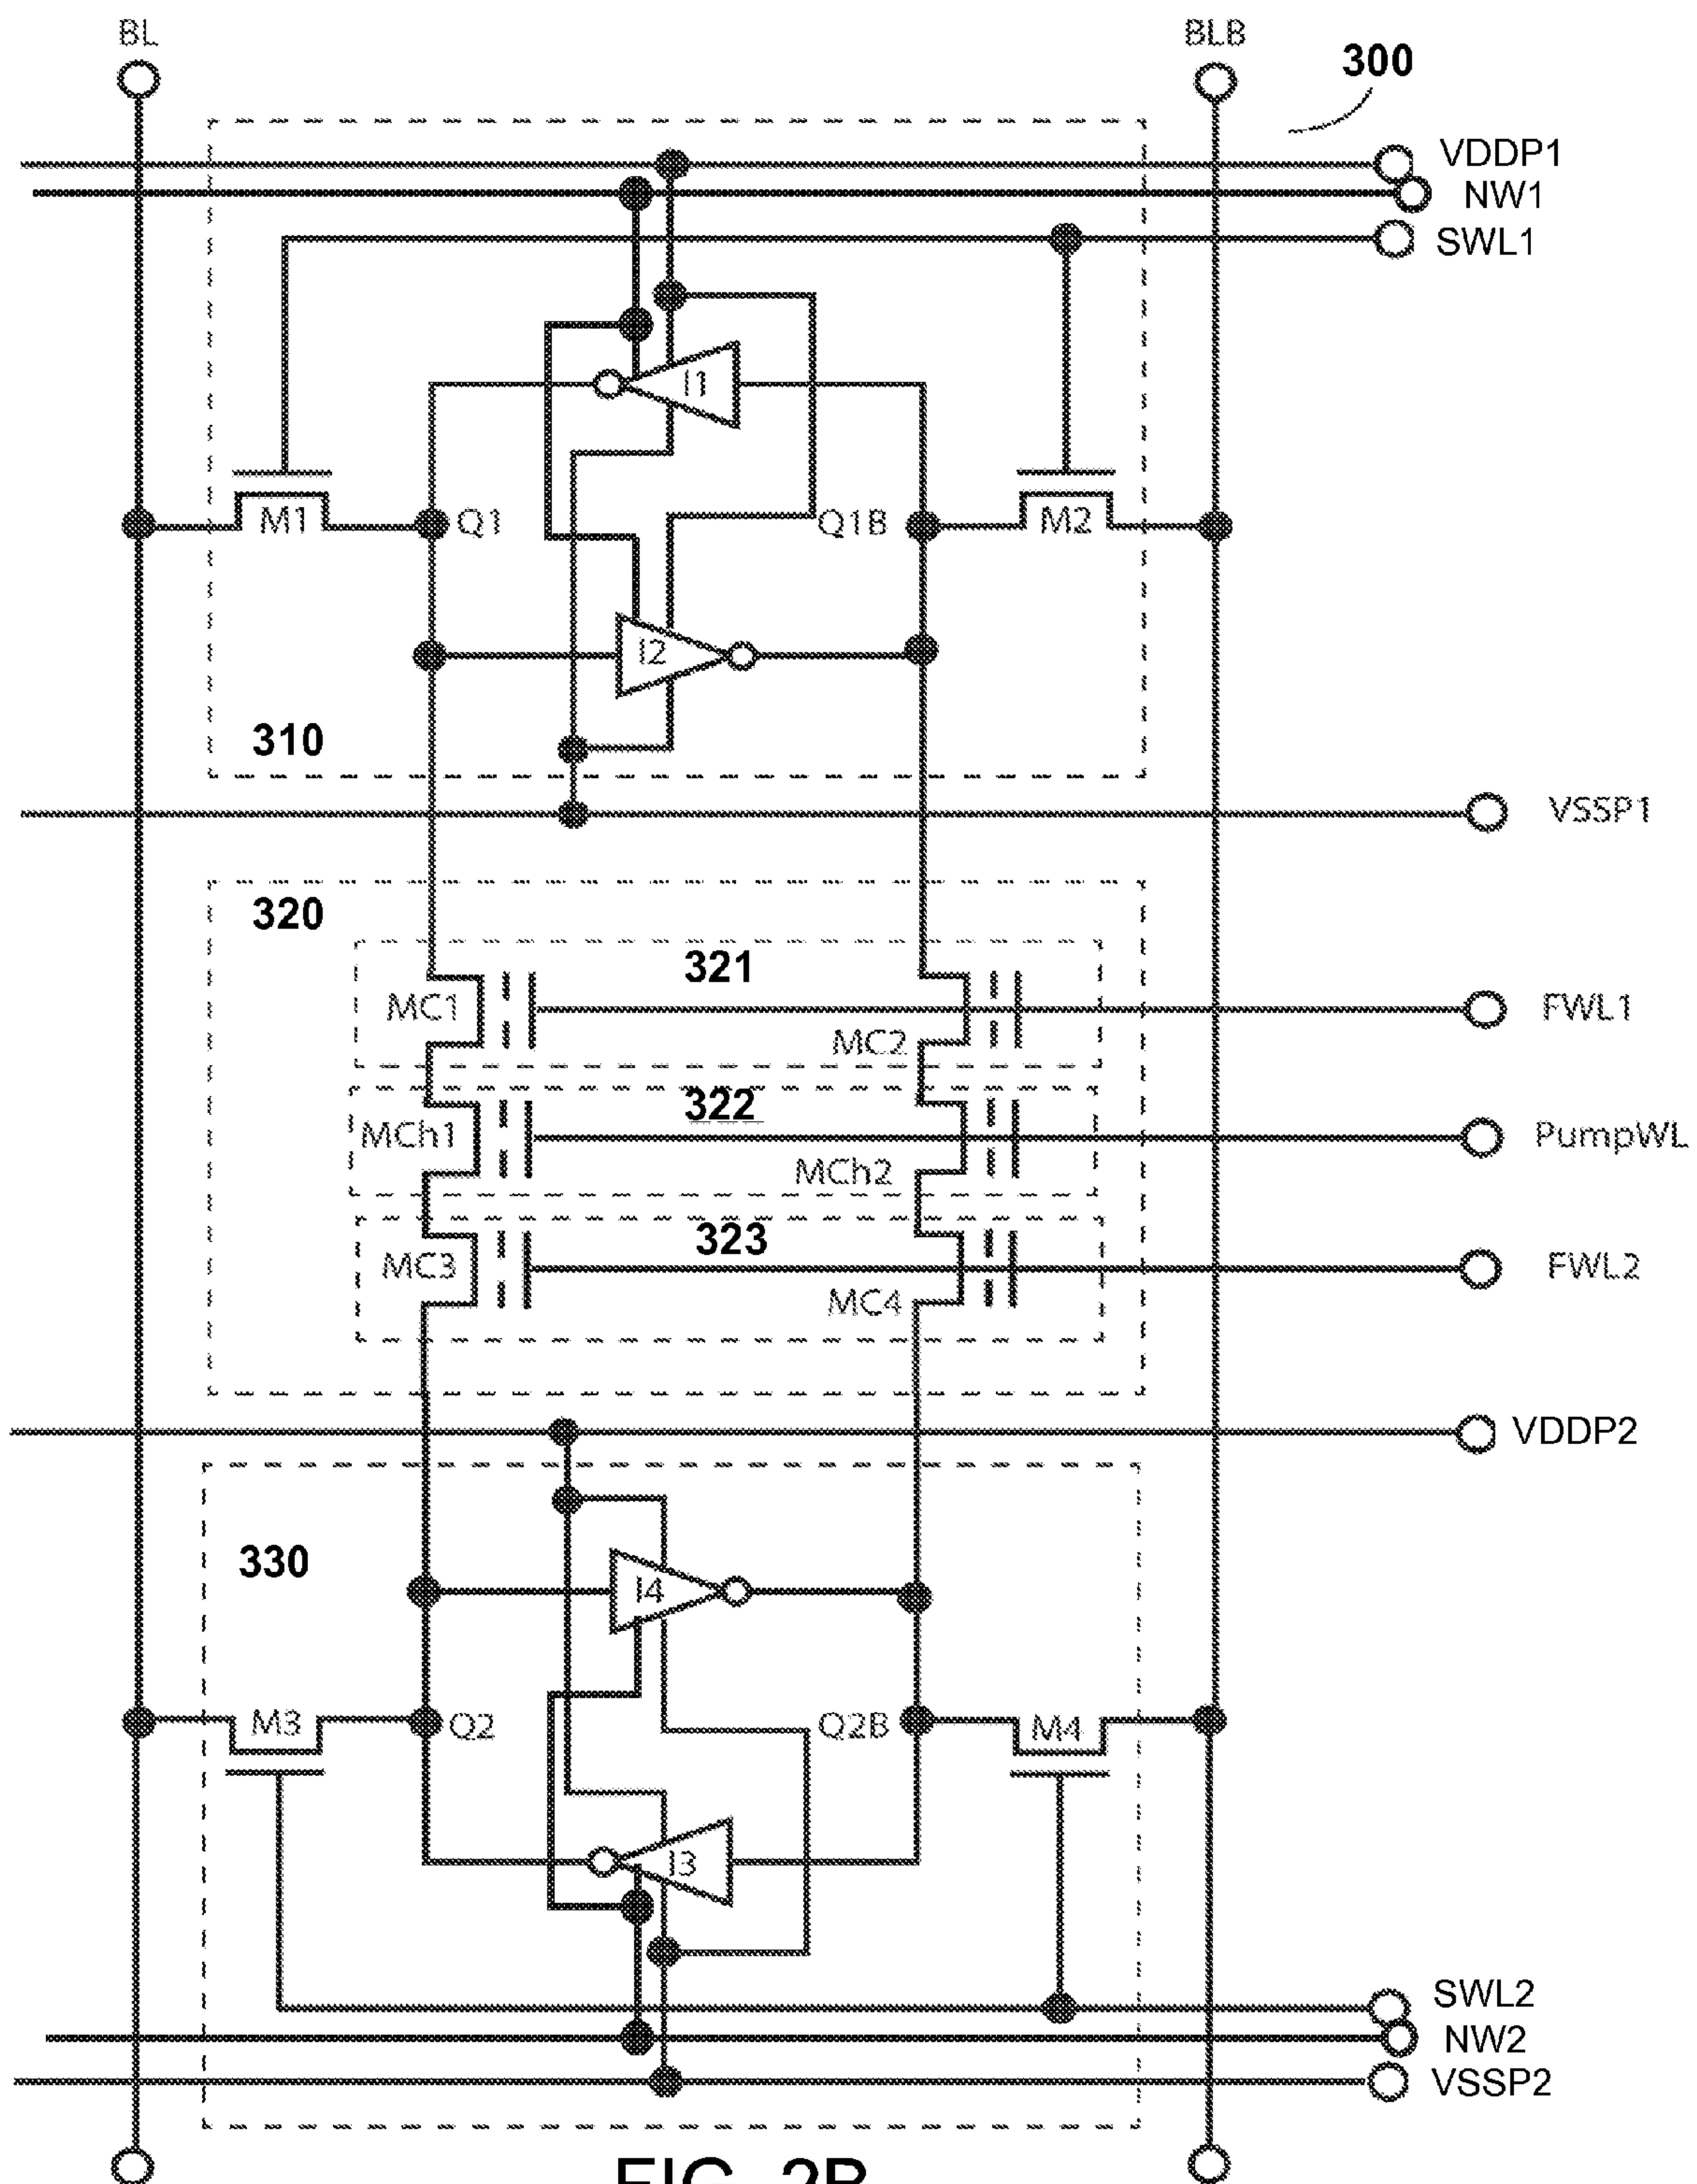 BL
BLB
300
VDDP1
NW1
SWL1
I1
M1
Q1
Q1B
M2
I2
310
VSSP1
320
321
MC1
FWL1
MC2
322
MCh1
PumpWL
MCh2
323
MC3
FWL2
MC4
VDDP2
330
I4
M3
Q2
Q2B
M4
I3
SWL2
NW2
VSSP2
FIG. 2B